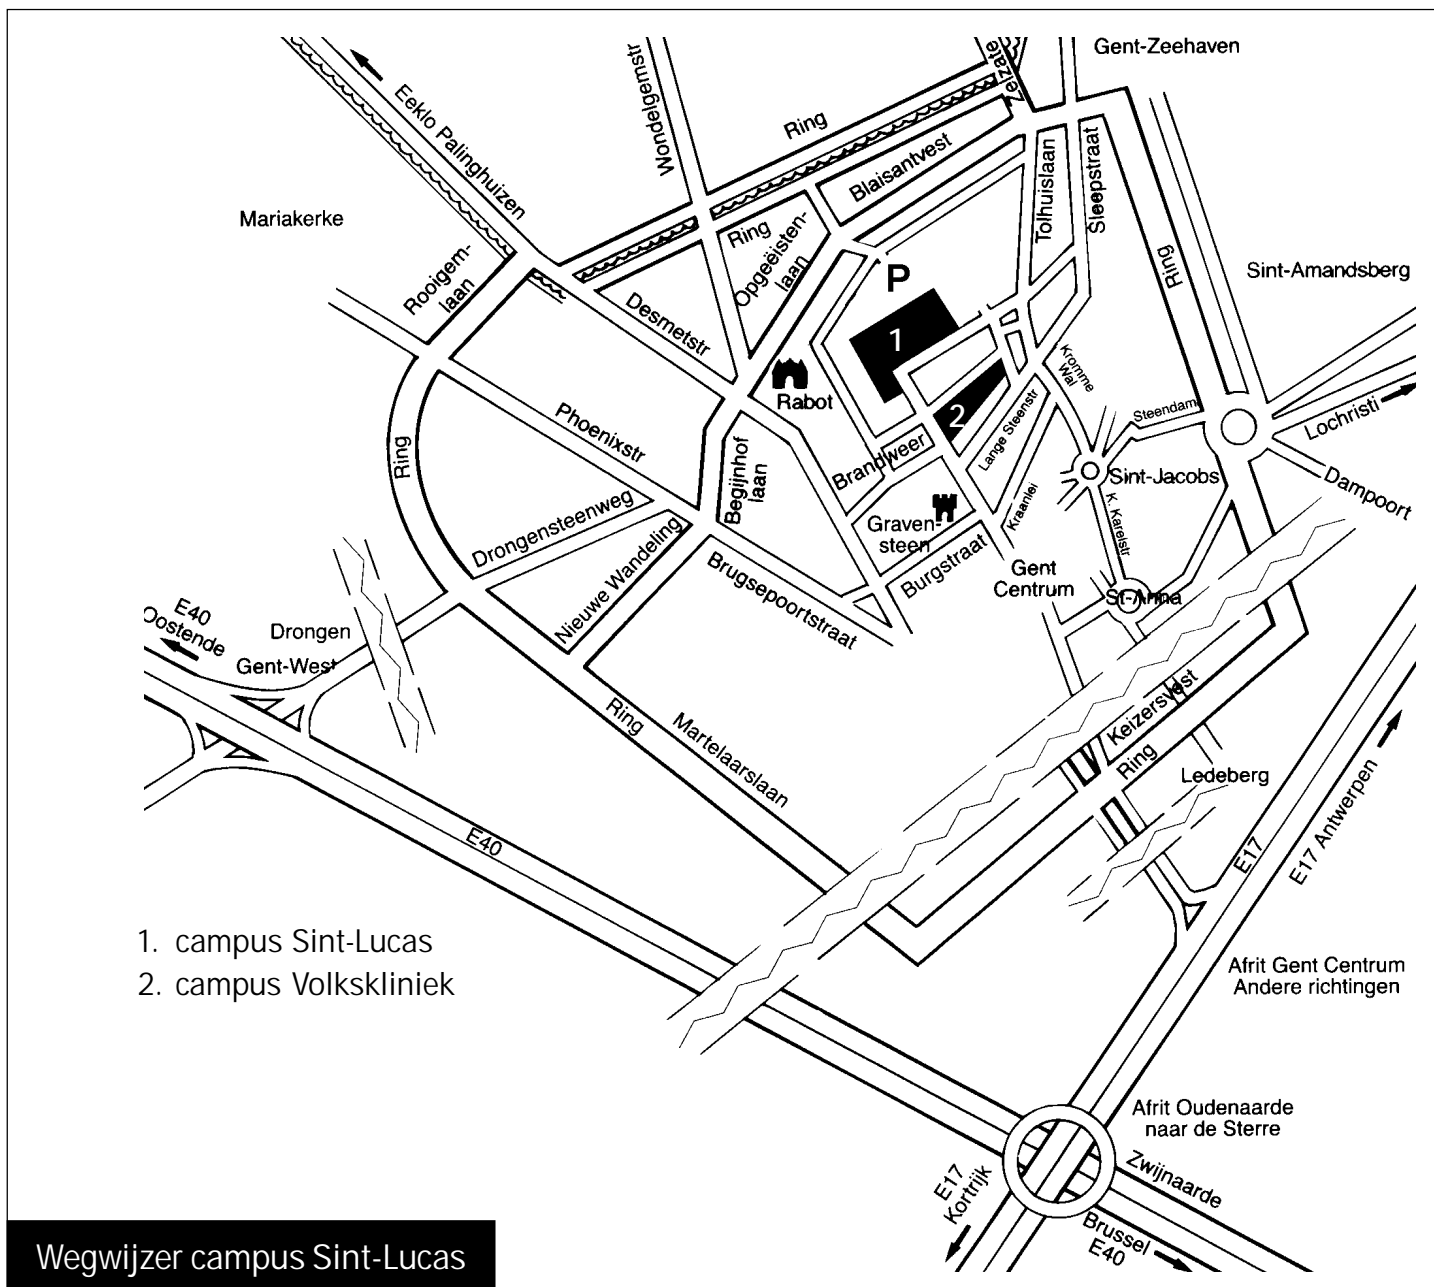 Gent-Zeehaven
Zelzate
Eeklo Palinghuizen
Wondelgemstr
Ring
Blaisantvest
Tolhuislaan
Sleepstraat
Mariakerke
Ring
Opgeëisten-
laan
Ring
Sint-Amandsberg
Rooigem-
laan
Desmetstr
P
1
Rabot
Kromme
Wal
2
Lange Steenstr
Steendam
Lochristi
Phoenixstr
Ring
Begijnhof
laan
Brandweer
Sint-Jacobs
Dampoort
Drongensteenweg
Nieuwe Wandeling
Graven-
steen
Kraanlei
K. Karelstr
Brugsepoortstraat
Burgstraat
Gent
Centrum
St-Anna
E40
Oostende
Drongen
Gent-West
Ring
Martelaarslaan
Keizersvest
Ring
Ledeberg
E40
E17
E17 Antwerpen
1. campus Sint-Lucas
2. campus Volkskliniek
Afrit Gent Centrum
Andere richtingen
Afrit Oudenaarde
naar de Sterre
Zwijnaarde
E17
Kortrijk
Brussel
E40
Wegwijzer campus Sint-Lucas